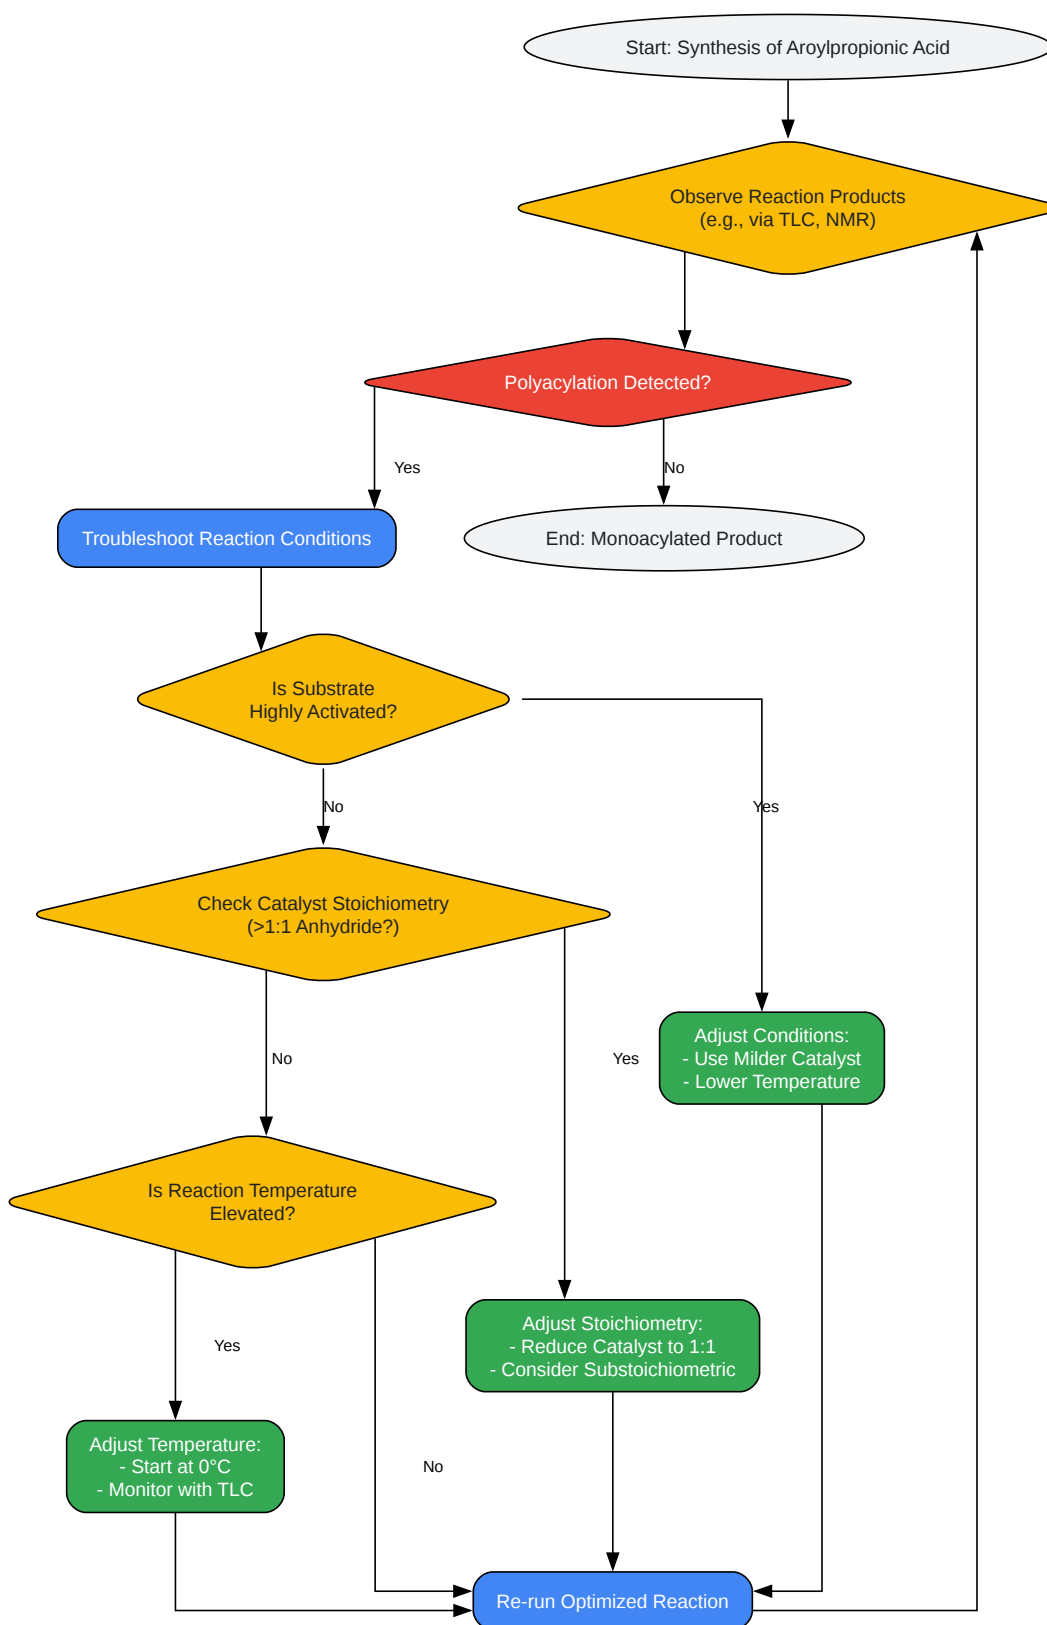 Start: Synthesis of Aroylpropionic Acid
Observe Reaction Products
(e.g., via TLC, NMR)
Polyacylation Detected?
Yes
No
Troubleshoot Reaction Conditions
End: Monoacylated Product
Is Substrate
Highly Activated?
No
Yes
Check Catalyst Stoichiometry
(>1:1 Anhydride?)
No
Yes
Adjust Conditions:
- Use Milder Catalyst
- Lower Temperature
Is Reaction Temperature
Elevated?
Yes
Adjust Stoichiometry:
- Reduce Catalyst to 1:1
- Consider Substoichiometric
Adjust Temperature:
- Start at 0°C
- Monitor with TLC
No
Re-run Optimized Reaction